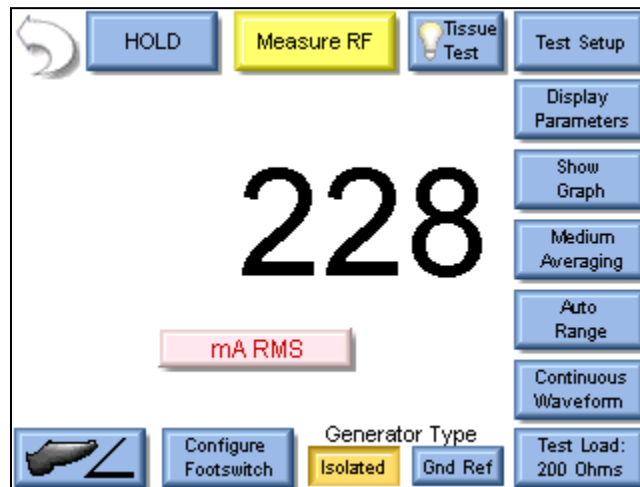 HOLD
Measure RF
Tissue
Test
Test Setup
Display
Parameters
Show
Graph
228
Medium
Averaging
Auto
Range
mA RMS
Continuous
Waveform
Configure
Footswitch
Generator Type
Isolated
Gnd Ref
Test Load:
200 Ohms